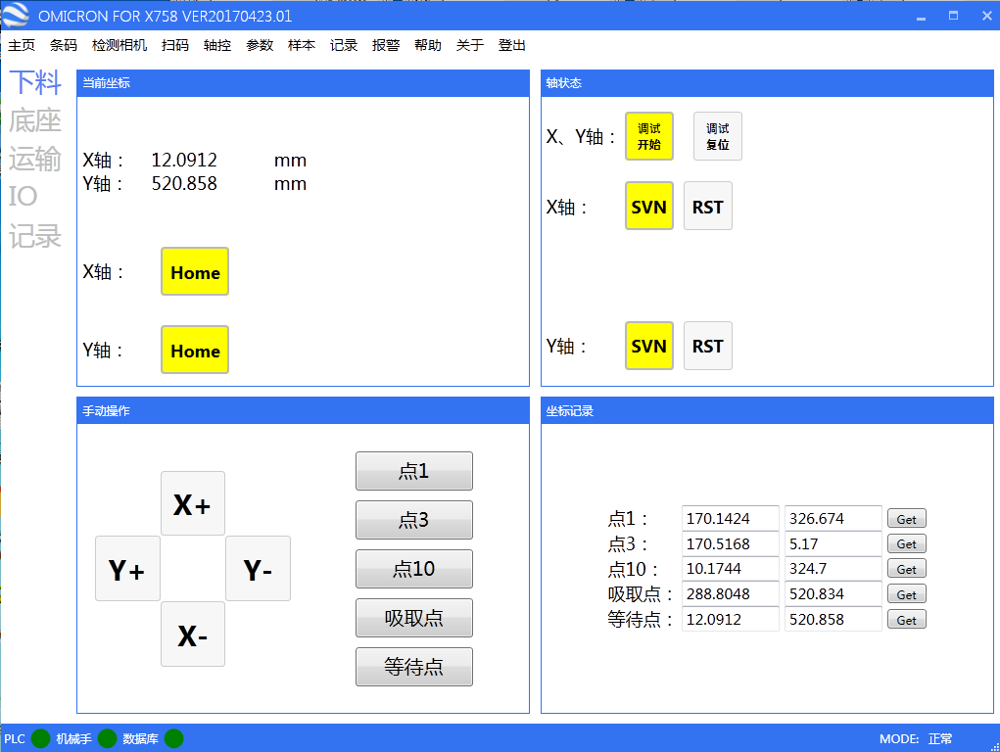 OMICRON FOR X758 VER20170423.01
主页 条码 检测相机 扫码 轴控 参数 样本 记录 报警 帮助 关于 登出
下料
底座
运输
IO
记录
当前坐标
X轴： 12.0912 mm
Y轴： 520.858 mm
X轴： Home
Y轴： Home
轴状态
X、Y轴： 调试开始 调试复位
X轴： SVN RST
Y轴： SVN RST
手动操作
X+
Y+ Y-
X-
点1
点3
点10
吸取点
等待点
坐标记录
点1： 170.1424 326.674 Get
点3： 170.5168 5.17 Get
点10： 10.1744 324.7 Get
吸取点： 288.8048 520.834 Get
等待点： 12.0912 520.858 Get
PLC 机械手 数据库 MODE: 正常